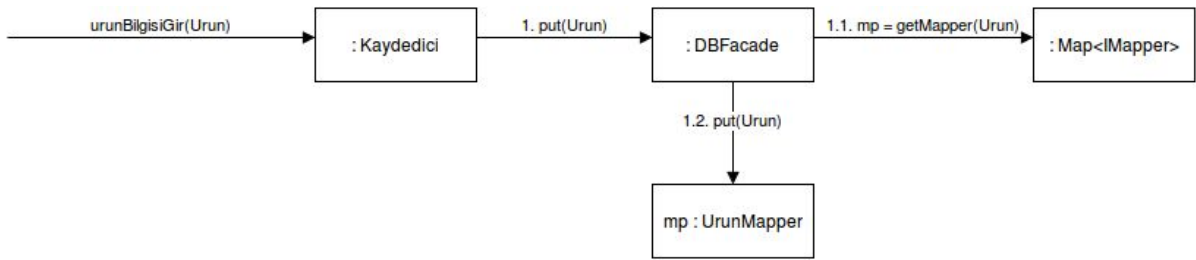 urunBilgisiGir(Urun)
: Kaydedici
1. put(Urun)
: DBFacade
1.1. mp = getMapper(Urun)
: Map<IMapper>
1.2. put(Urun)
mp : UrunMapper